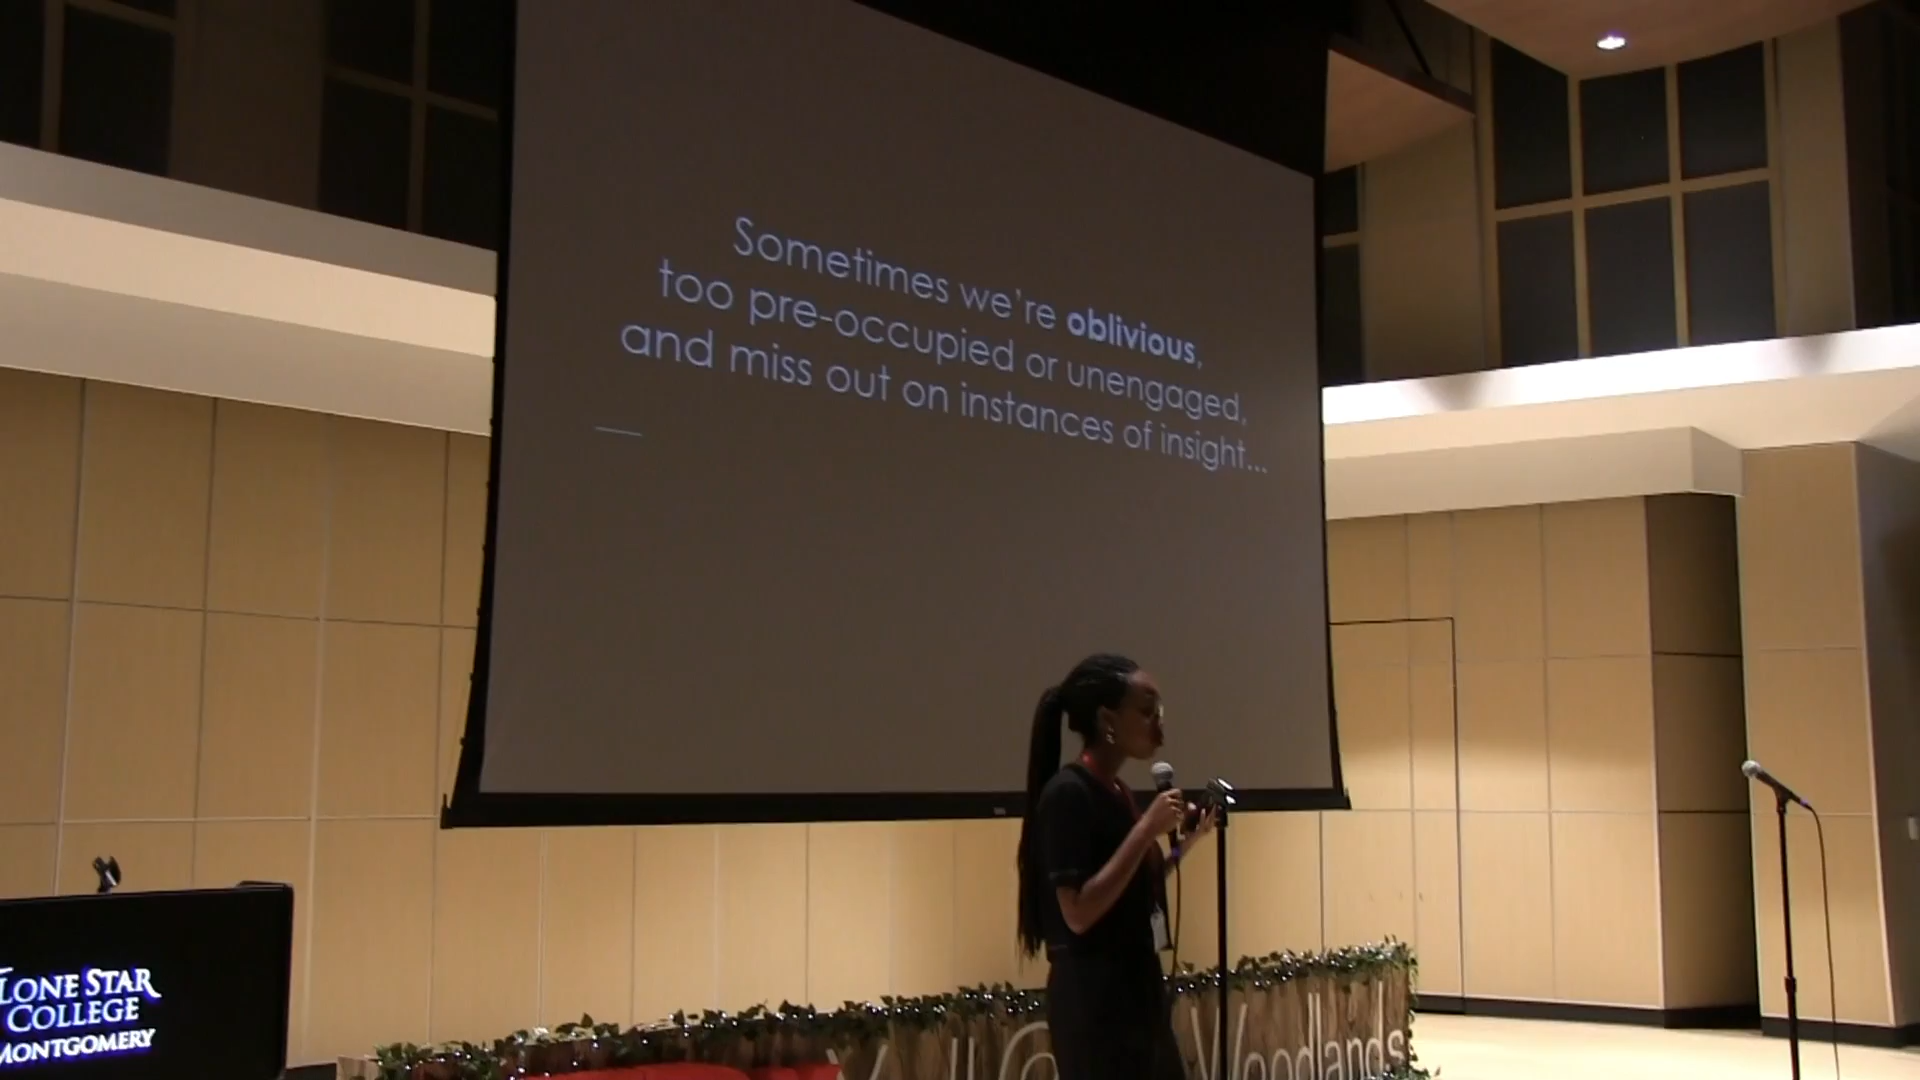 Sometimes we're oblivious,
too pre-occupied or unengaged,
and miss out on instances of insight...
LONE STAR
COLLEGE
MONTGOMERY
Woodlands